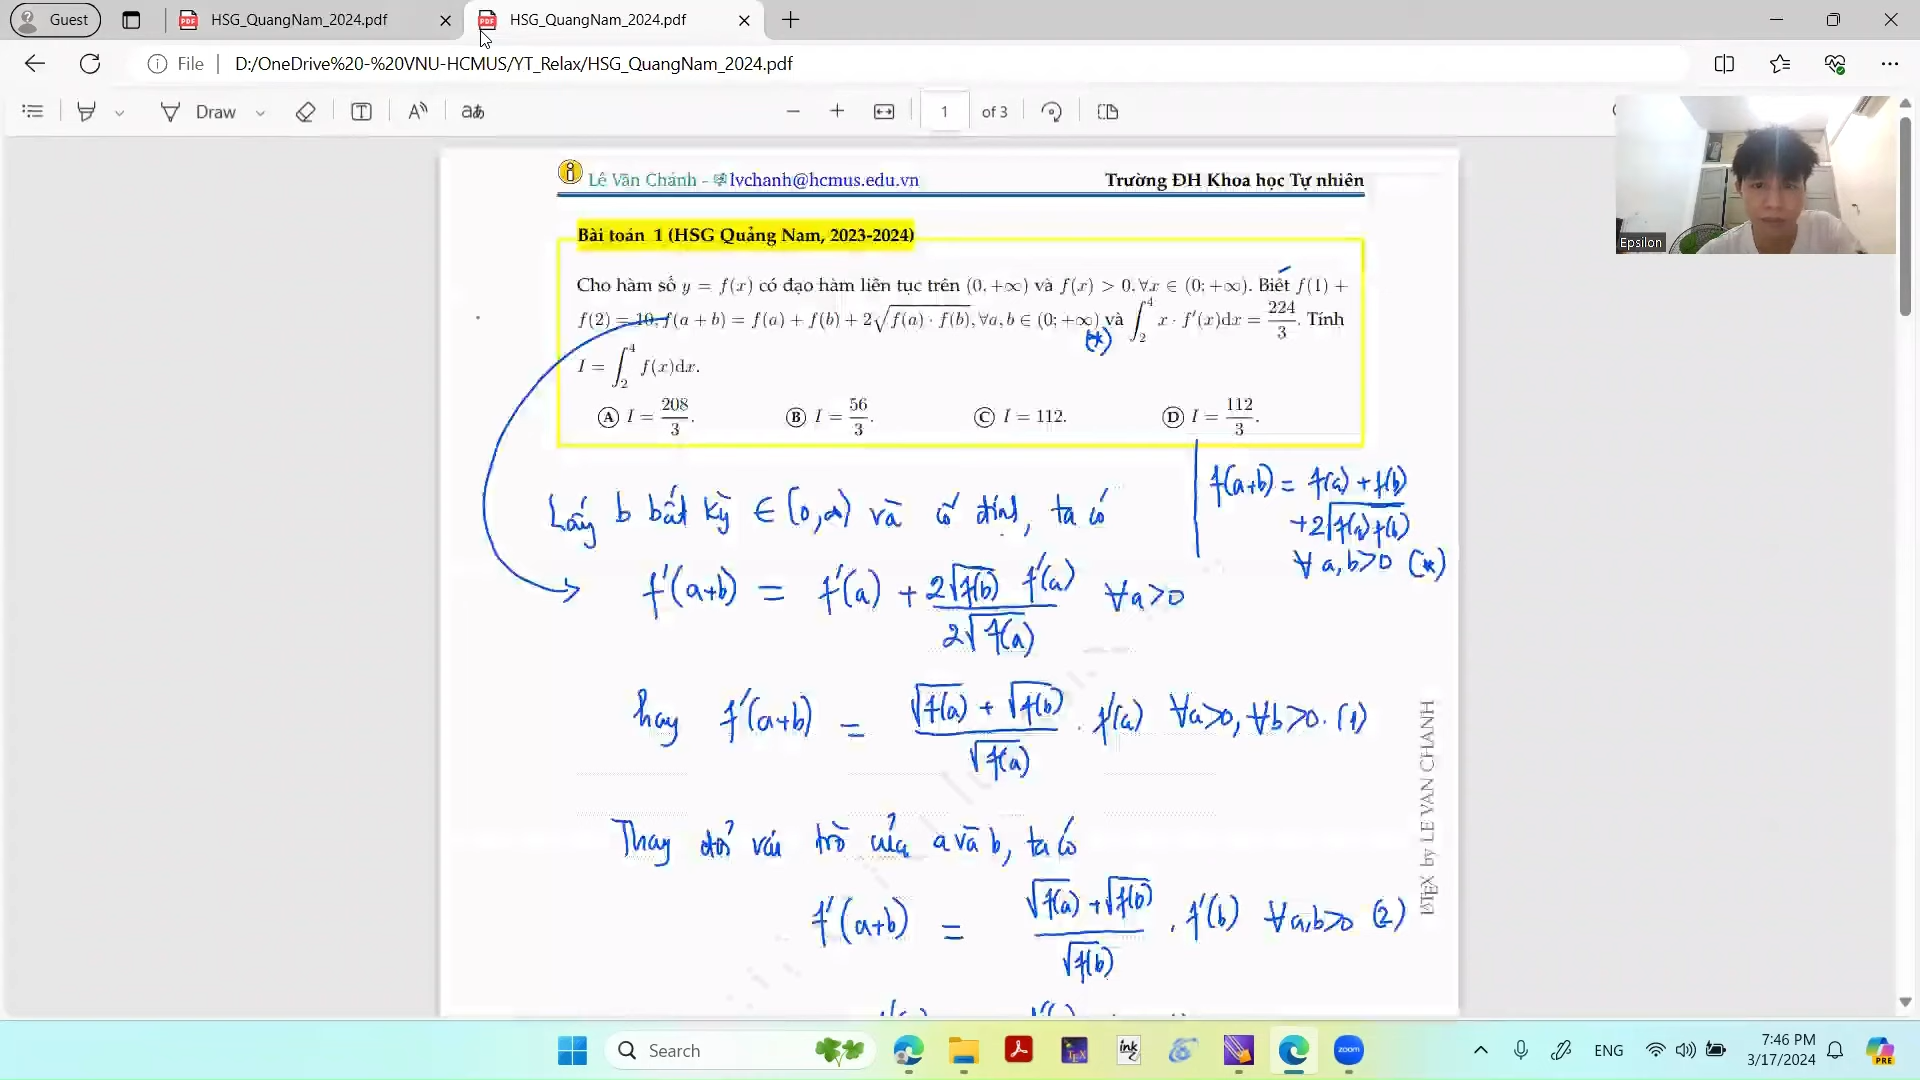 Guest
HSG_QuangNam_2024.pdf
HSG_QuangNam_2024.pdf
File
D:/OneDrive%20-%20VNU-HCMUS/YT_Relax/HSG_QuangNam_2024.pdf
Draw
aあ
1 of 3
Epsilon
Lê Văn Chánh - lvchanh@hcmus.edu.vn Trường ĐH Khoa học Tự nhiên
Bài toán 1 (HSG Quảng Nam, 2023-2024)
Cho hàm số y = f(x) có đạo hàm liên tục trên (0, +∞) và f(x) > 0, ∀x ∈ (0; +∞). Biết f(1) +
f(2) = 10, f(a + b) = f(a) + f(b) + 2√(f(a) · f(b)), ∀a, b ∈ (0; +∞) và ∫₂⁴ x · f'(x)dx = 224/3. Tính
(*)
I = ∫₂⁴ f(x)dx.
A I = 208/3. B I = 56/3. C I = 112. D I = 112/3.
f(a+b) = f(a) + f(b)
+ 2√(f(a) f(b))
∀ a, b > 0 (*)
Lấy b bất kỳ ∈ (0, ∞) và cố định, ta có
f'(a+b) = f'(a) + 2√f(b) f'(a) / 2√f(a) ∀a>0
hay f'(a+b) = (√f(a) + √f(b)) / √f(a) . f'(a) ∀a>0, ∀b>0. (1)
Thay đổi vai trò của a và b, ta có
f'(a+b) = (√f(a) + √f(b)) / √f(b) . f'(b) ∀a,b>0 (2)
LATEX by LE VAN CHANH
Search
zoom
ENG
7:46 PM
3/17/2024
PRE